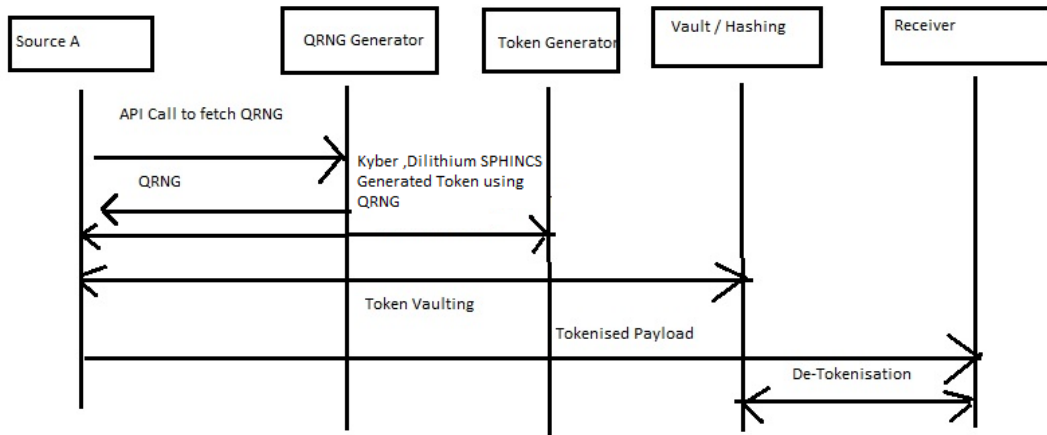 Source A
QRNG Generator
Token Generator
Vault / Hashing
Receiver
API Call to fetch QRNG
QRNG
Kyber ,Dilithium SPHINCS
Generated Token using
QRNG
Token Vaulting
Tokenised Payload
De-Tokenisation